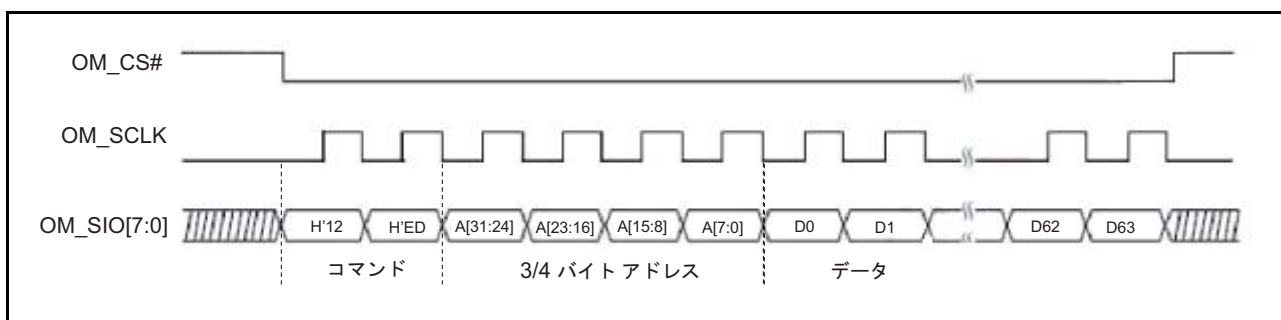 OM_CS#
OM_SCLK
OM_SIO[7:0]
H'12 H'ED A[31:24] A[23:16] A[15:8] A[7:0] D0 D1 D62 D63
コマンド 3/4 バイト アドレス データ